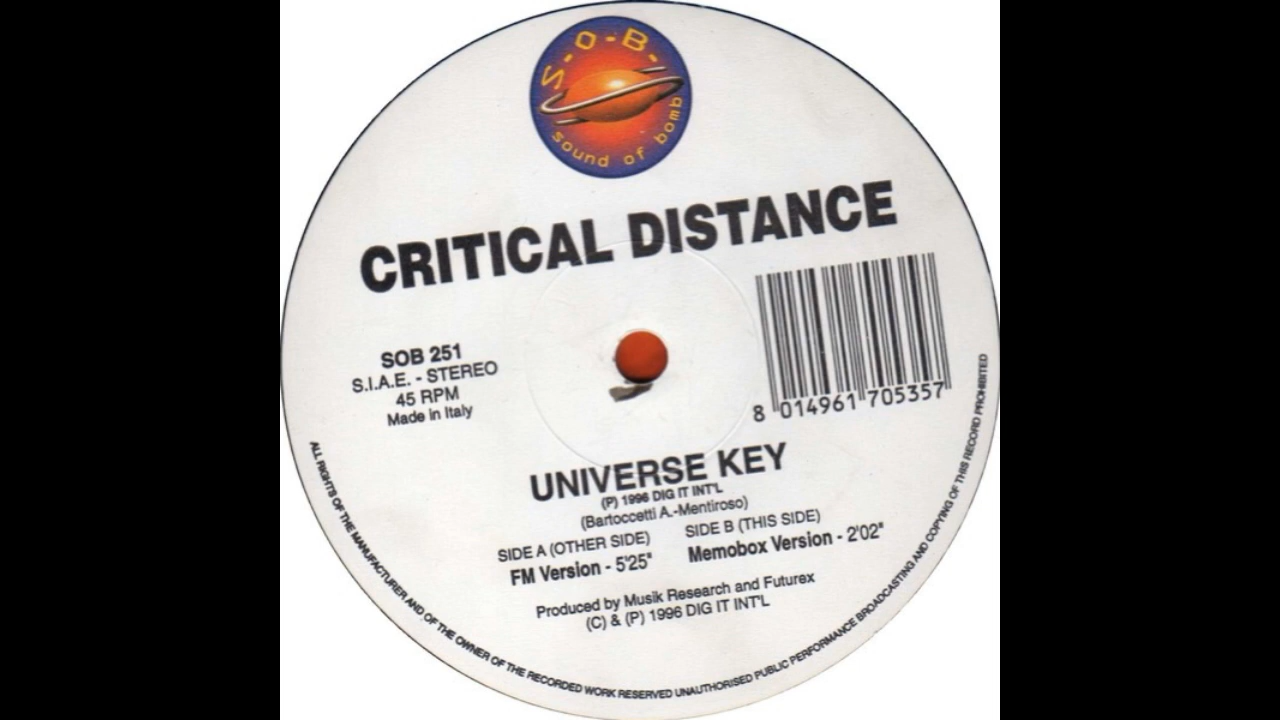 S.O.B.
sound of bomb
CRITICAL DISTANCE
SOB 251
S.I.A.E. - STEREO
45 RPM
Made in Italy
8 014961 705357
UNIVERSE KEY
(P) 1996 DIG IT INT'L
(Bartoccetti A.-Mentiroso)
SIDE A (OTHER SIDE)
FM Version - 5'25"
SIDE B (THIS SIDE)
Memobox Version - 2'02"
Produced by Musik Research and Futurex
(C) & (P) 1996 DIG IT INT'L
ALL RIGHTS OF THE MANUFACTURER AND OF THE OWNER OF THE RECORDED WORK RESERVED UNAUTHORISED PUBLIC PERFORMANCE BROADCASTING AND COPYING OF THIS RECORD PROHIBITED